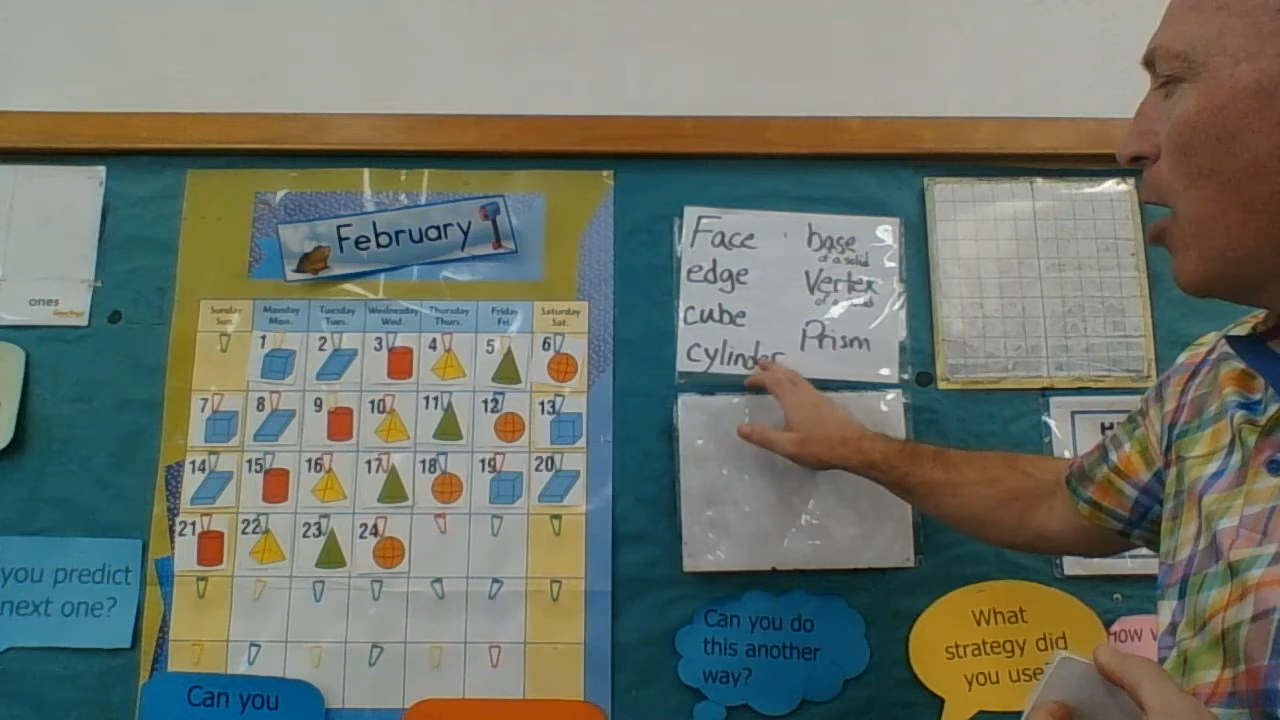 ones
February
Sunday Monday Tuesday Wednesday Thursday Friday Saturday
Sun. Mon. Tues. Wed. Thurs. Fri. Sat.
1 2 3 4 5 6
7 8 9 10 11 12 13
14 15 16 17 18 19 20
21 22 23 24
Face
edge
cube
cylinder
base
of a solid
Vertex
of a solid
Prism
H
you predict
next one?
Can you
Can you do
this another
way?
What
strategy did
you use?
How